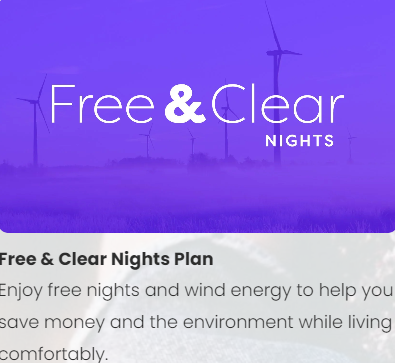 Free & Clear
NIGHTS
Free & Clear Nights Plan
Enjoy free nights and wind energy to help you
save money and the environment while living
comfortably.